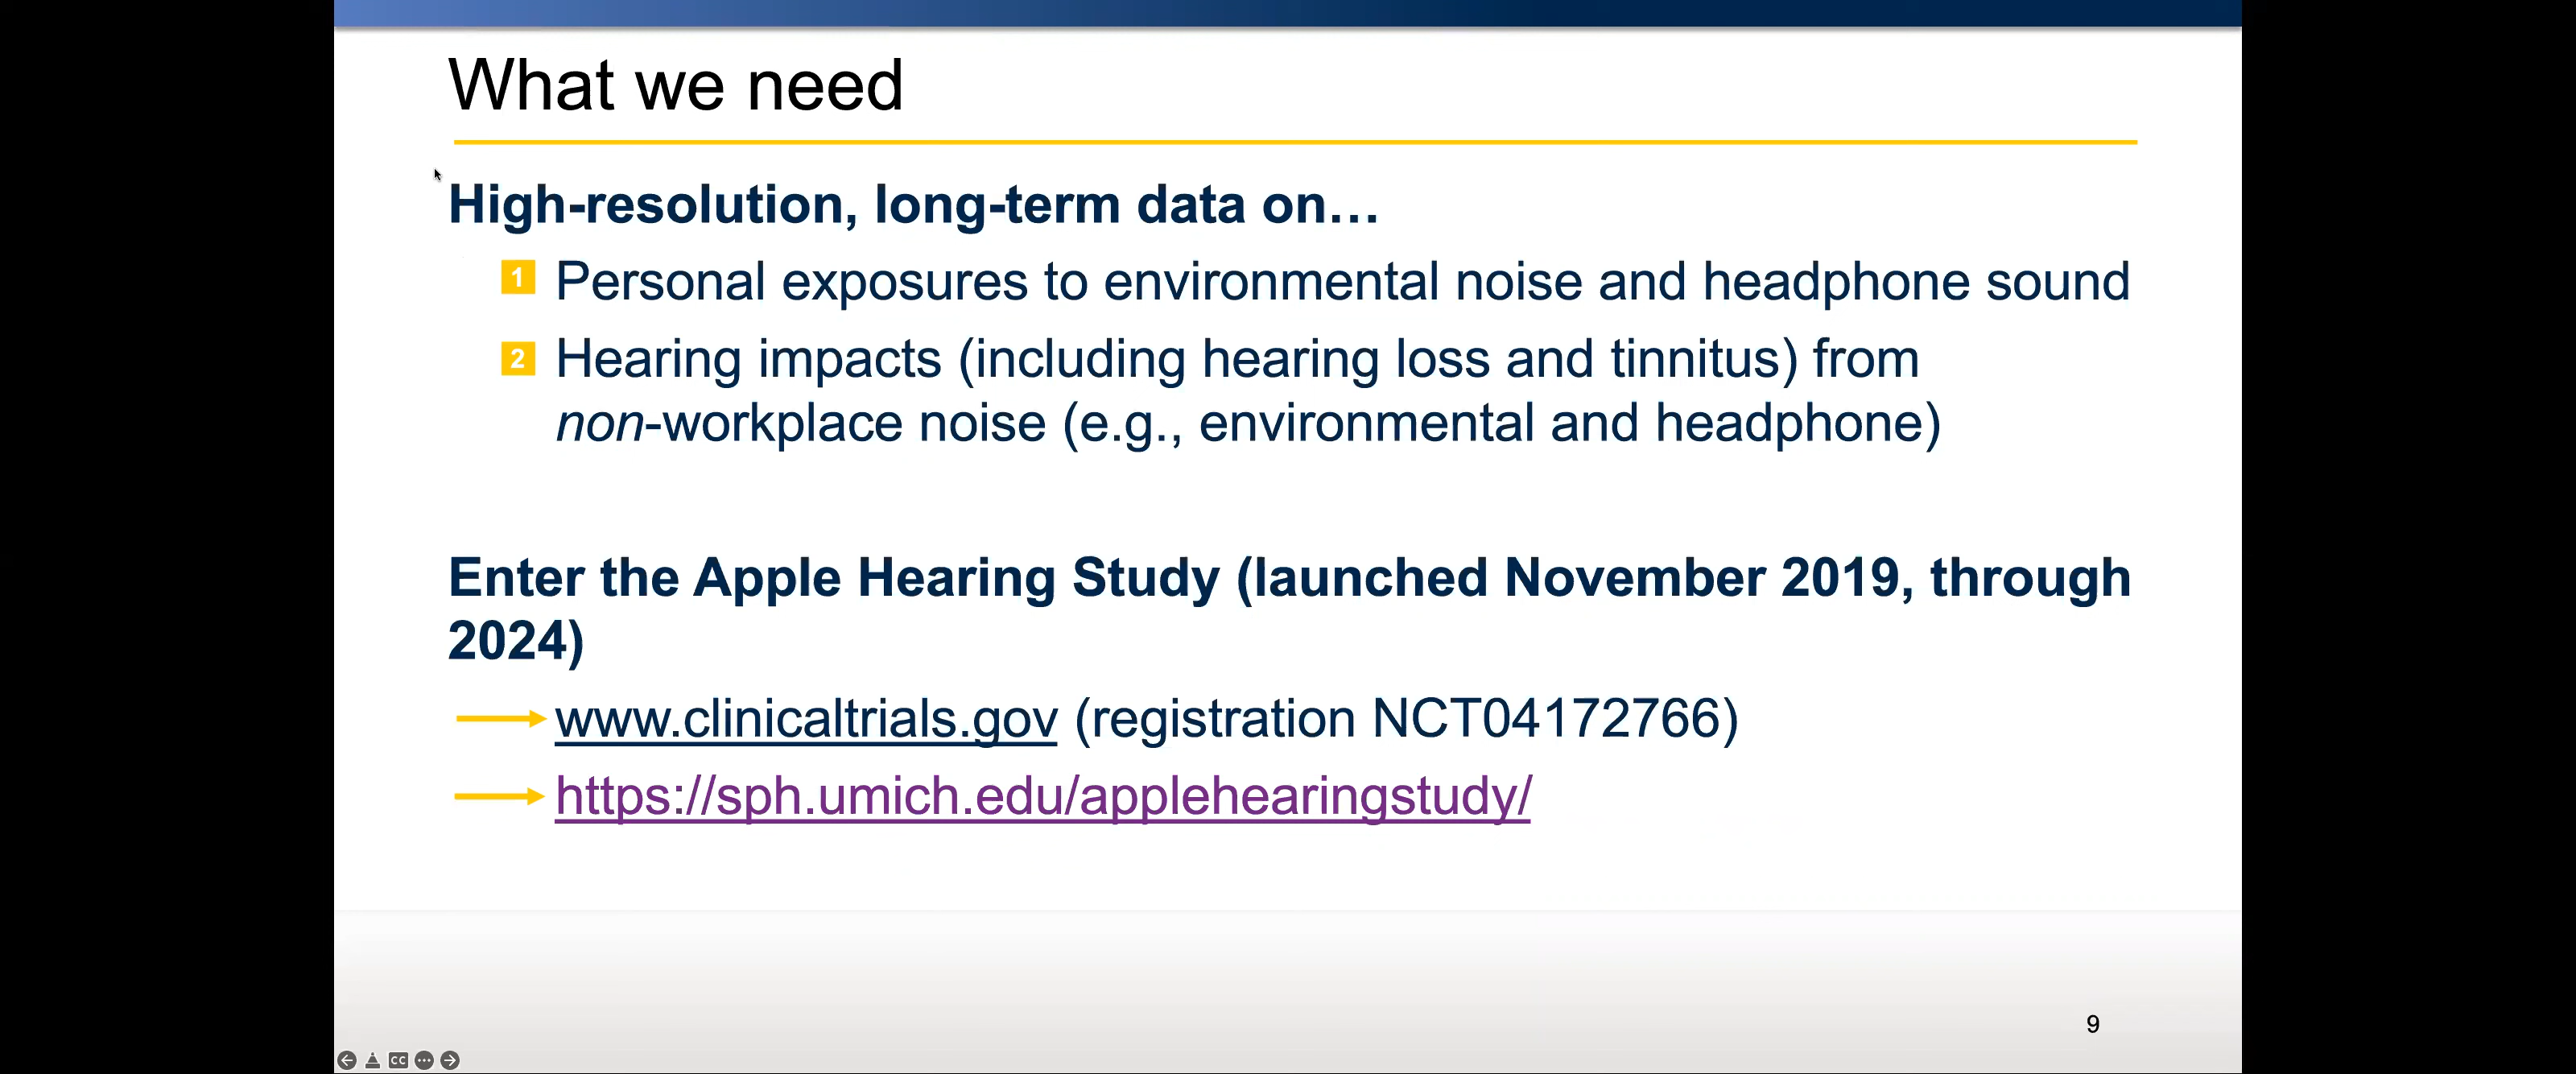 What we need
High-resolution, long-term data on…
1 Personal exposures to environmental noise and headphone sound
2 Hearing impacts (including hearing loss and tinnitus) from
non-workplace noise (e.g., environmental and headphone)
Enter the Apple Hearing Study (launched November 2019, through
2024)
www.clinicaltrials.gov (registration NCT04172766)
https://sph.umich.edu/applehearingstudy/
9
CC